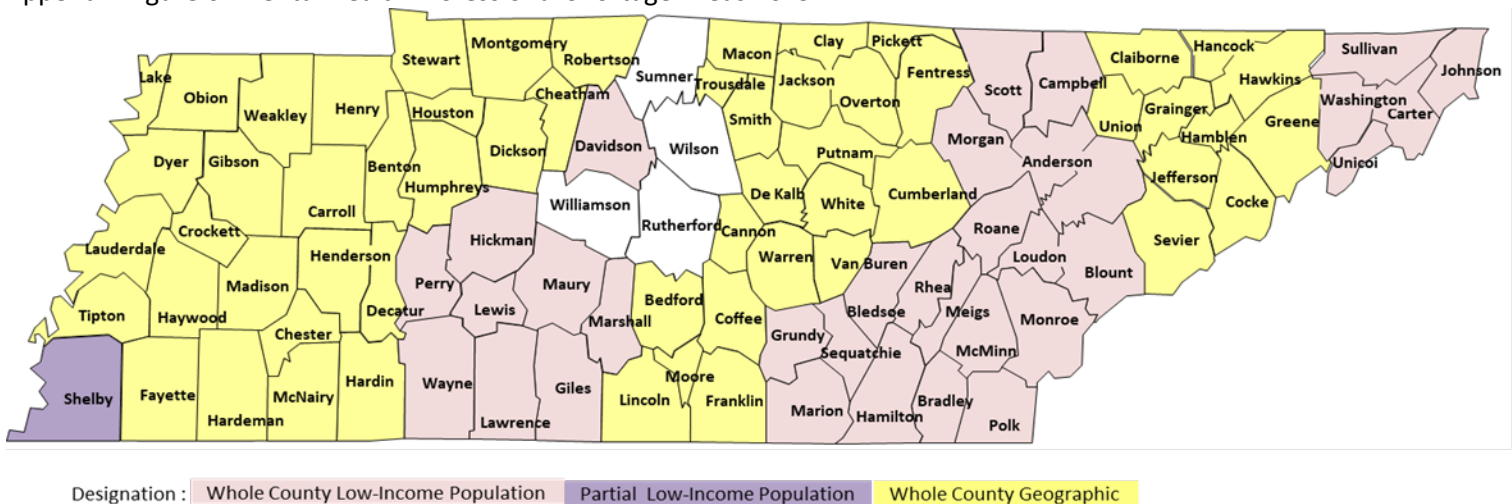 Stewart
Montgomery
Robertson
Sumner
Macon
Clay
Pickett
Fentress
Scott
Campbell
Claiborne
Hancock
Hawkins
Sullivan
Johnson
Lake
Obion
Weakley
Henry
Houston
Cheatham
Trousdale
Jackson
Overton
Smith
Union
Grainger
Hamblen
Greene
Washington
Carter
Unicoi
Dyer
Gibson
Benton
Humphreys
Dickson
Davidson
Wilson
Putnam
Morgan
Anderson
Jefferson
Cocke
Carroll
Williamson
Rutherford
De Kalb
White
Cumberland
Roane
Sevier
Lauderdale
Crockett
Henderson
Hickman
Cannon
Warren
Van Buren
Loudon
Blount
Tipton
Haywood
Madison
Chester
Decatur
Perry
Lewis
Maury
Marshall
Bedford
Coffee
Grundy
Sequatchie
Bledsoe
Rhea
Meigs
McMinn
Monroe
Shelby
Fayette
Hardeman
McNairy
Hardin
Wayne
Lawrence
Giles
Lincoln
Moore
Franklin
Marion
Hamilton
Bradley
Polk
Designation : Whole County Low-Income Population Partial Low-Income Population Whole County Geographic